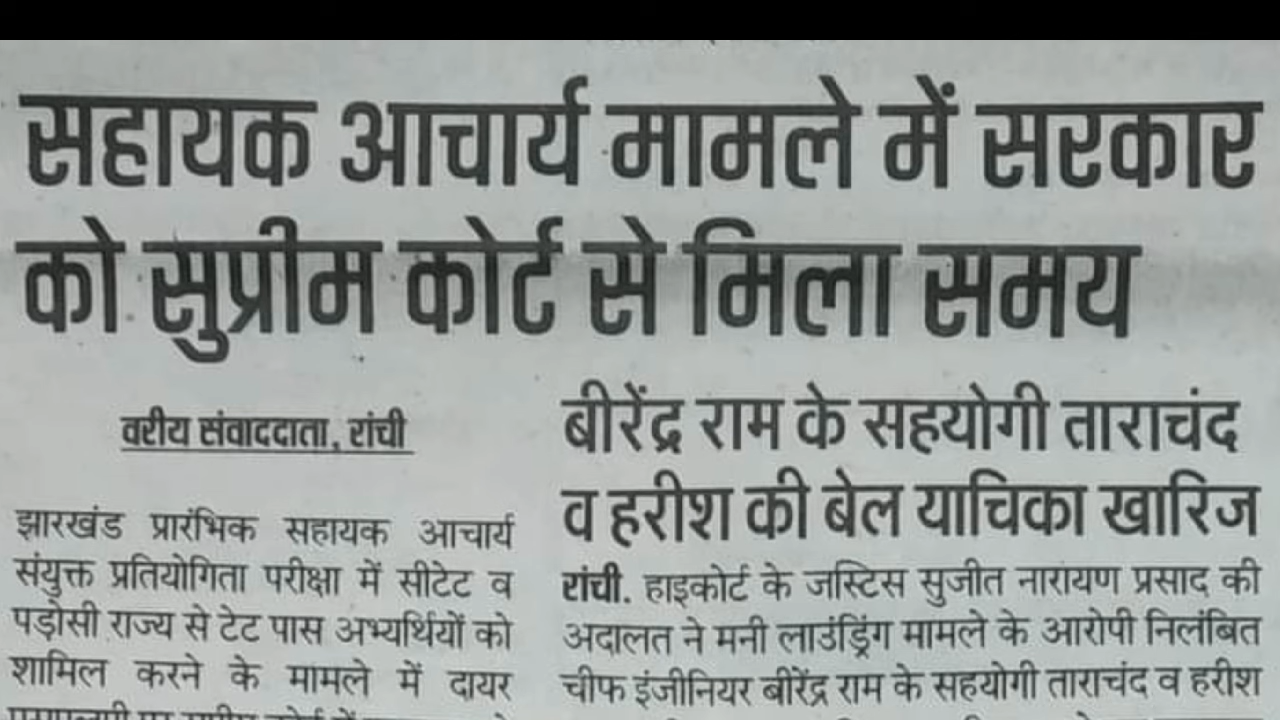 सहायक आचार्य मामले में सरकार
को सुप्रीम कोर्ट से मिला समय
वरीय संवाददाता, रांची
झारखंड प्रारंभिक सहायक आचार्य
संयुक्त प्रतियोगिता परीक्षा में सीटेट व
पड़ोसी राज्य से टेट पास अभ्यर्थियों को
शामिल करने के मामले में दायर
बीरेंद्र राम के सहयोगी ताराचंद
व हरीश की बेल याचिका खारिज
रांची. हाइकोर्ट के जस्टिस सुजीत नारायण प्रसाद की
अदालत ने मनी लाउंड्रिंग मामले के आरोपी निलंबित
चीफ इंजीनियर बीरेंद्र राम के सहयोगी ताराचंद व हरीश